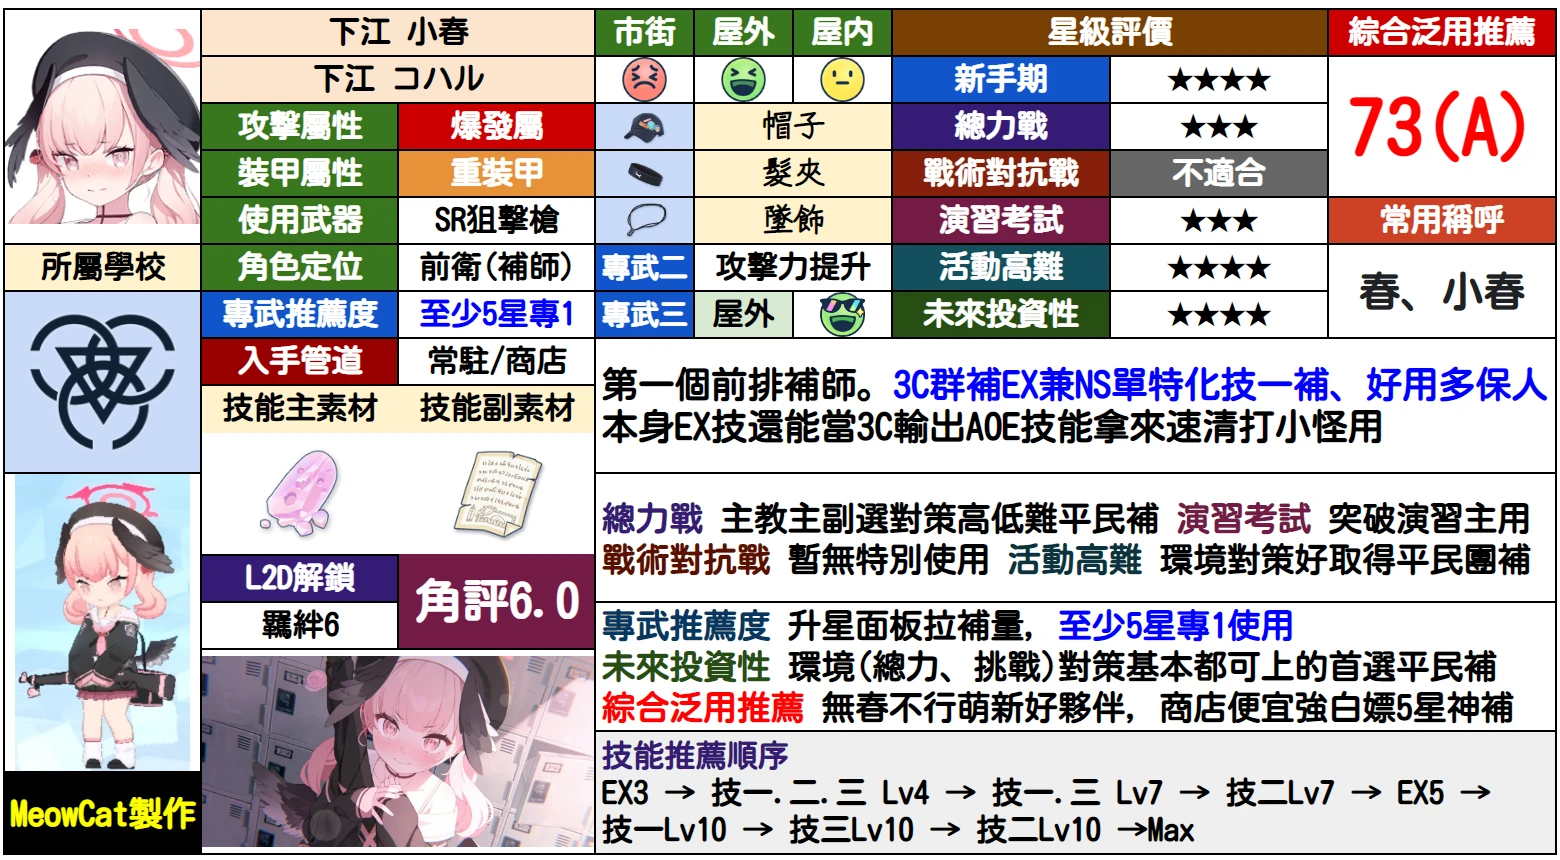 下江 小春
市街 屋外 屋內
星級評價
綜合泛用推薦
下江 コハル
新手期 ★★★★
73(A)
攻擊屬性 爆發屬
帽子
總力戰 ★★★
裝甲屬性 重裝甲
髮夾
戰術對抗戰 不適合
使用武器 SR狙擊槍
墜飾
演習考試 ★★★
常用稱呼
所屬學校
角色定位 前衛(補師)
專武二 攻擊力提升
活動高難 ★★★★
春、小春
專武推薦度 至少5星專1
專武三 屋外
未來投資性 ★★★★
入手管道 常駐/商店
技能主素材 技能副素材
第一個前排補師。3C群補EX兼NS單特化技一補、好用多保人
本身EX技還能當3C輸出AOE技能拿來速清打小怪用
總力戰 主教主副選對策高低難平民補 演習考試 突破演習主用
戰術對抗戰 暫無特別使用 活動高難 環境對策好取得平民團補
L2D解鎖
角評6.0
羈絆6
專武推薦度 升星面板拉補量, 至少5星專1使用
未來投資性 環境(總力、挑戰)對策基本都可上的首選平民補
綜合泛用推薦 無春不行萌新好夥伴, 商店便宜強白嫖5星神補
技能推薦順序
EX3 → 技一.二.三 Lv4 → 技一.三 Lv7 → 技二Lv7 → EX5 →
技一Lv10 → 技三Lv10 → 技二Lv10 →Max
MeowCat製作